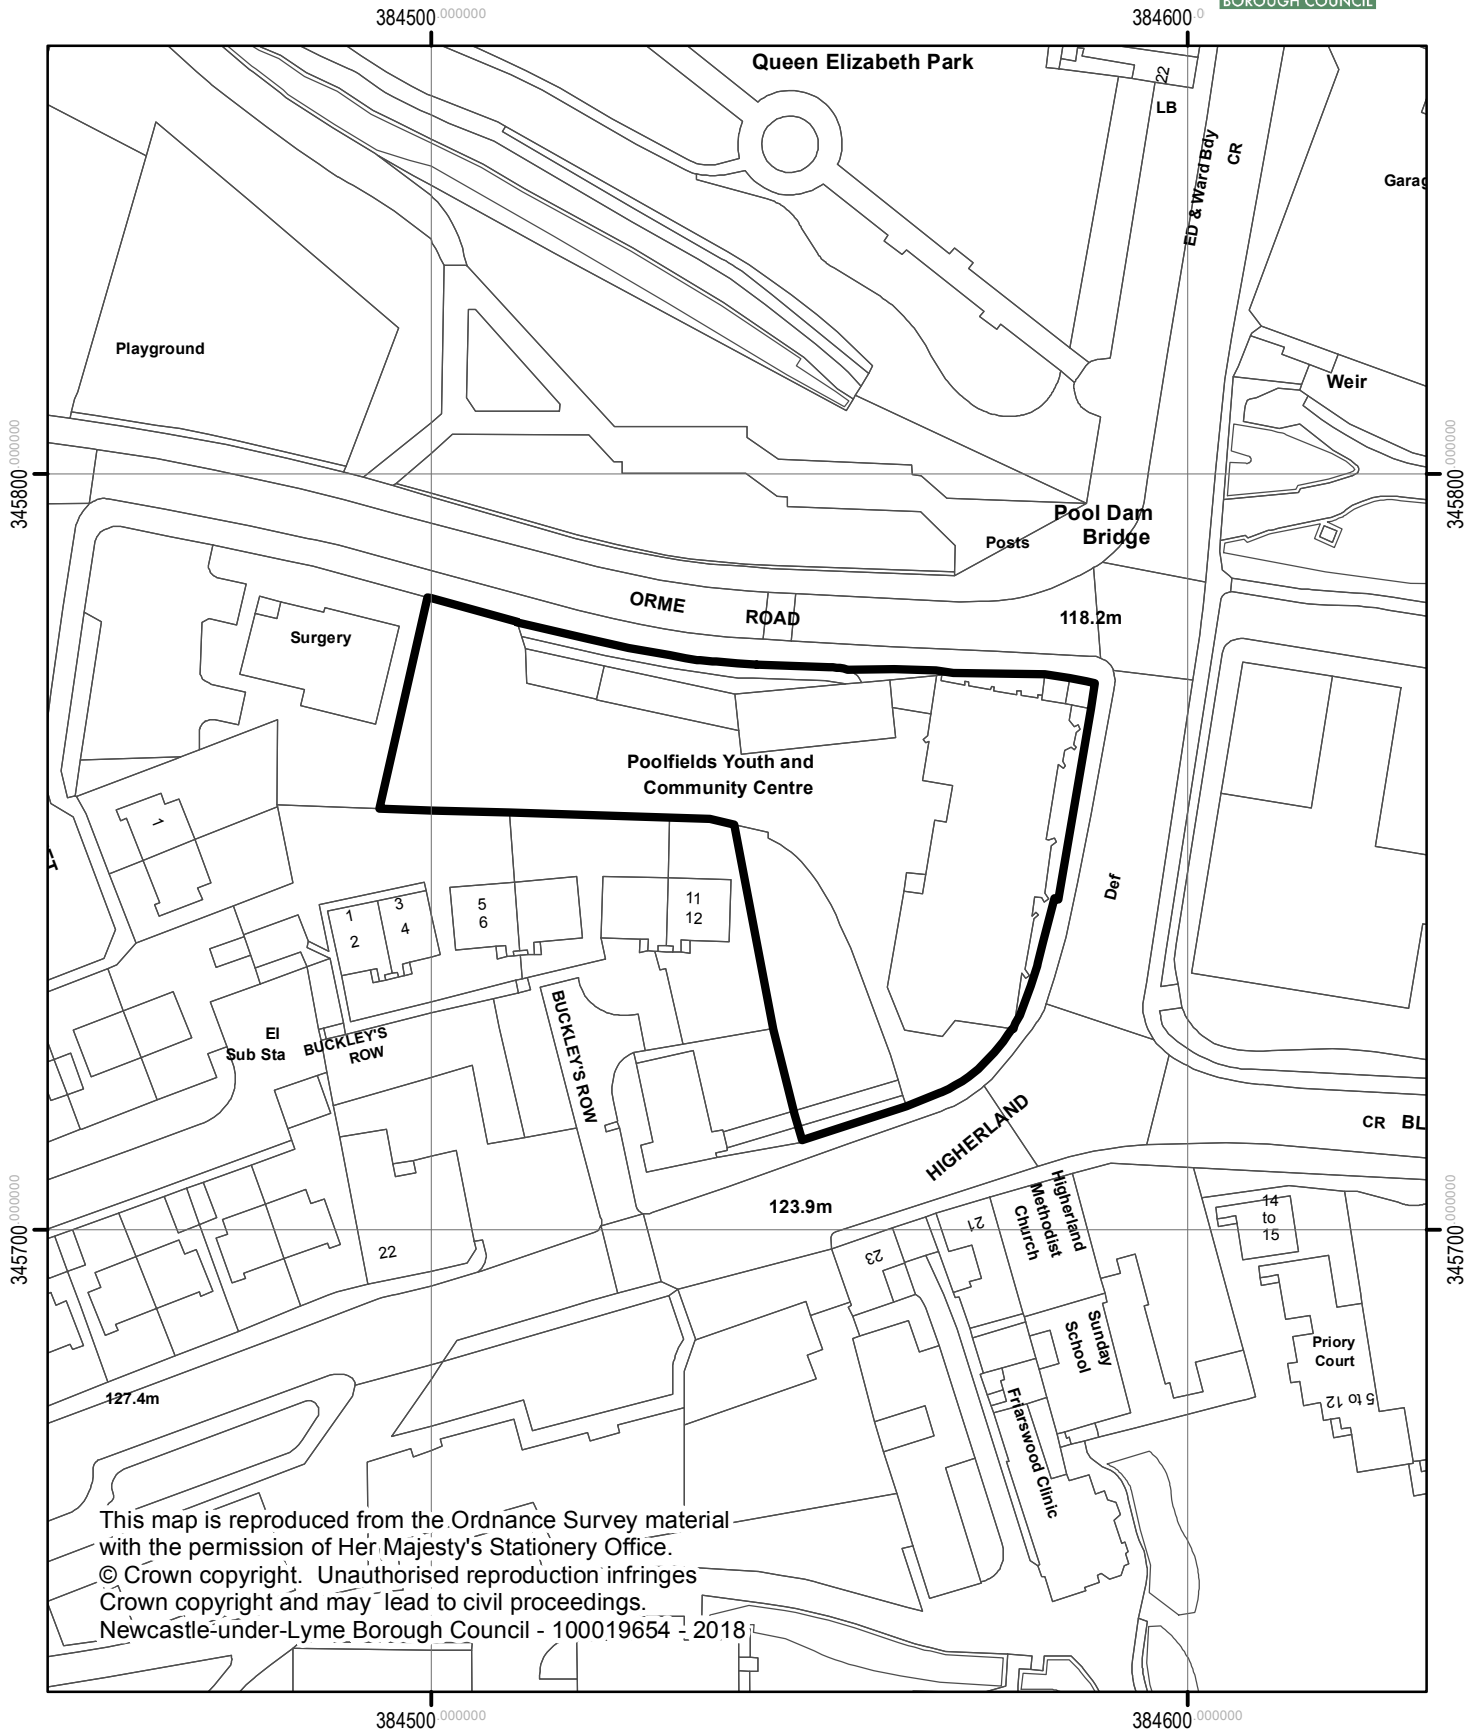 BOROUGH COUNCIL
384500.000000
384600.0
Queen Elizabeth Park
22
LB
ED & Ward Bdy
CR
Playground
Weir
345800.000000
345800.000000
Pool Dam
Bridge
Posts
ORME ROAD
118.2m
Surgery
Poolfields Youth and
Community Centre
1
Def
1
2
3
4
5
6
11
12
El
Sub Sta
BUCKLEY'S
ROW
BUCKLEY'S ROW
HIGHERLAND
CR
BL
123.9m
345700.000000
345700.000000
22
23
21
Higherland
Methodist
Church
14
to
15
Sunday
School
Priory
Court
5 to 12
127.4m
Friarswood Clinic
This map is reproduced from the Ordnance Survey material
with the permission of Her Majesty's Stationery Office.
© Crown copyright. Unauthorised reproduction infringes
Crown copyright and may lead to civil proceedings.
Newcastle-under-Lyme Borough Council - 100019654 - 2018
384500.000000
384600.000000